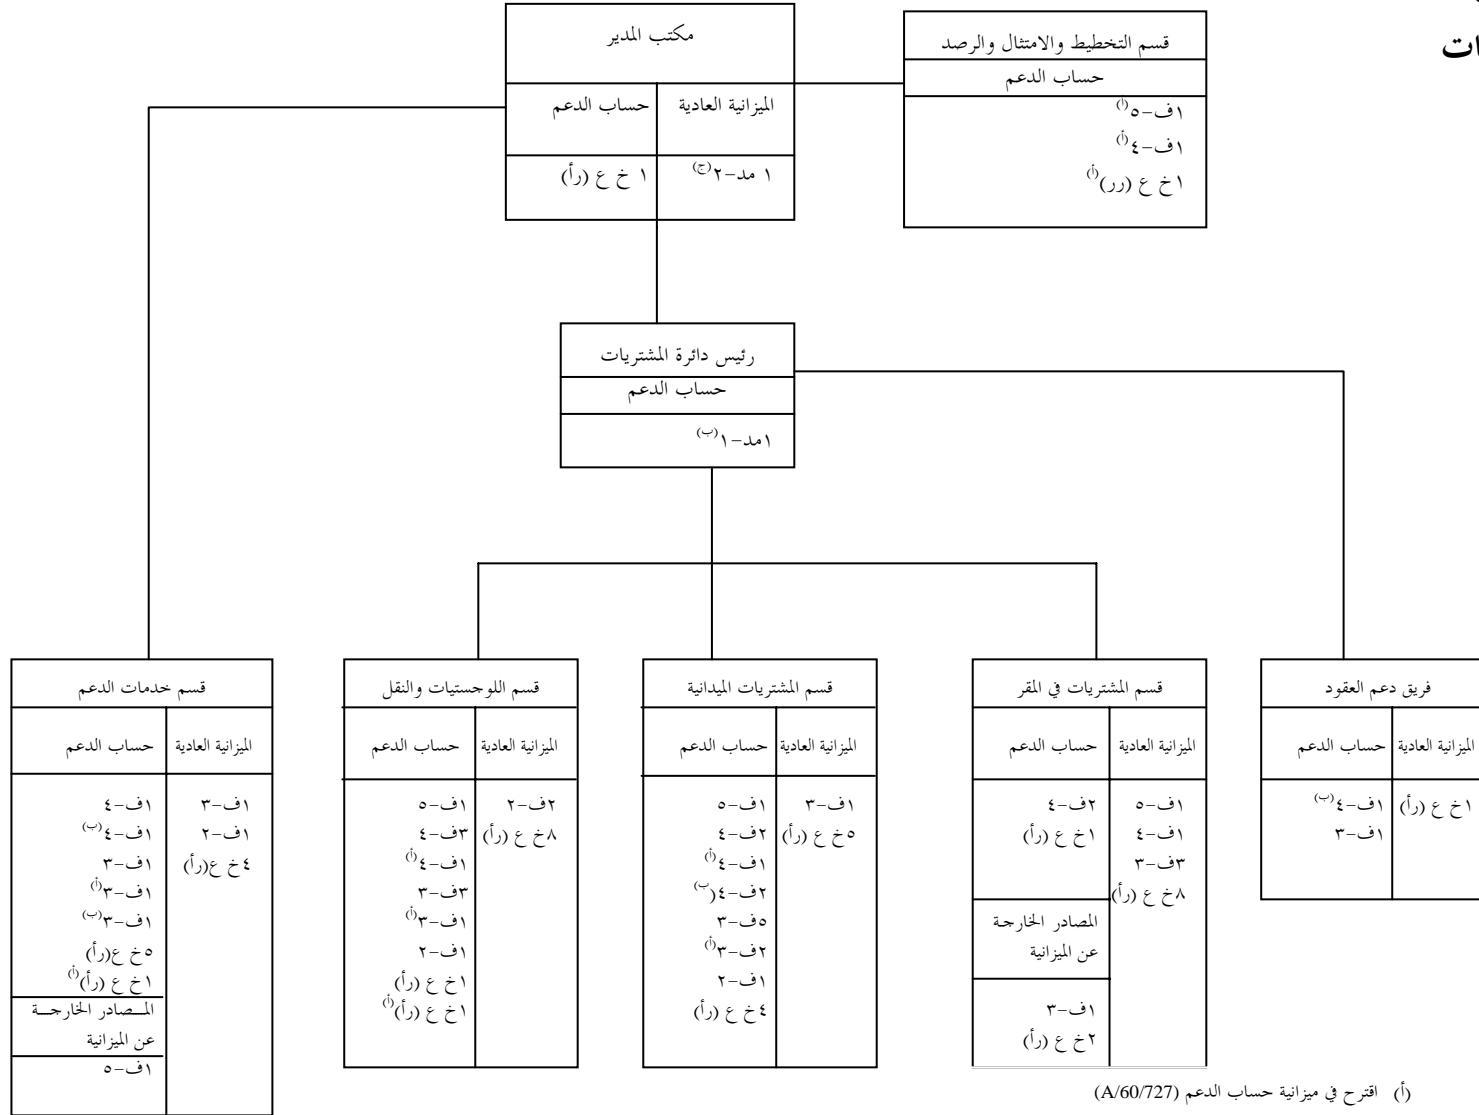 ات
مكتب المدير
الميزانية العادية
حساب الدعم
١ مد-٢(ج)
١ خ ع (رأ)
قسم التخطيط والامتثال والرصد
حساب الدعم
١ف-٥(أ)
١ف-٤(أ)
١خ ع (رر)(أ)
رئيس دائرة المشتريات
حساب الدعم
١مد-١(ب)
فريق دعم العقود
الميزانية العادية
حساب الدعم
١خ ع (رأ)
١ف-٤(ب)
١ف-٣
قسم المشتريات في المقر
الميزانية العادية
حساب الدعم
١ف-٥
١ف-٤
٣ف-٣
٨خ ع (رأ)
٢ف-٤
١خ ع (رأ)
المصادر الخارجة
عن الميزانية
١ف-٣
٢خ ع (رأ)
قسم المشتريات الميدانية
الميزانية العادية
حساب الدعم
١ف-٣
٥خ ع (رأ)
١ف-٥
٢ف-٤
١ف-٤(أ)
٢ف-٤(ب)
٥ف-٣
٢ف-٣(أ)
١ف-٢
٤خ ع (رأ)
قسم اللوجستيات والنقل
الميزانية العادية
حساب الدعم
٢ف-٢
٨خ ع (رأ)
١ف-٥
٣ف-٤
١ف-٤(أ)
٣ف-٣
١ف-٣(أ)
١ف-٢
١خ ع (رأ)
١خ ع (رأ)(أ)
قسم خدمات الدعم
الميزانية العادية
حساب الدعم
١ف-٣
١ف-٢
٤خ ع(رأ)
١ف-٤
١ف-٤(ب)
١ف-٣
١ف-٣(أ)
١ف-٣(ب)
٥خ ع(رأ)
١خ ع (رأ)(أ)
المـــصادر الخارجـــة
عن الميزانية
١ف-٥
(أ) اقترح في ميزانية حساب الدعم (A/60/727)